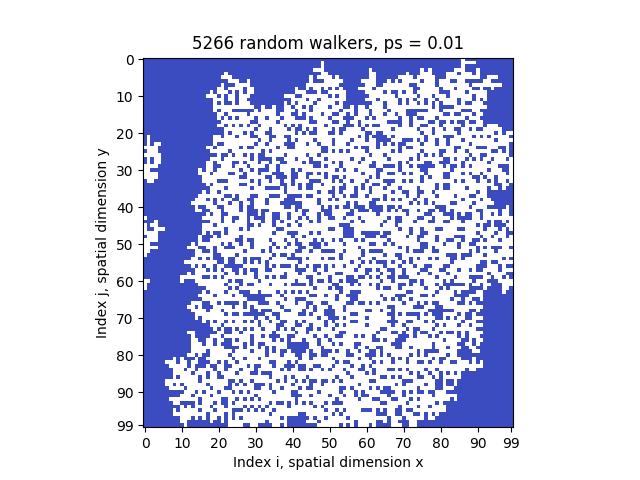 5266 random walkers, ps = 0.01
0
10
20
30
40
50
60
70
80
90
99
Index j, spatial dimension y
0 10 20 30 40 50 60 70 80 90 99
Index i, spatial dimension x